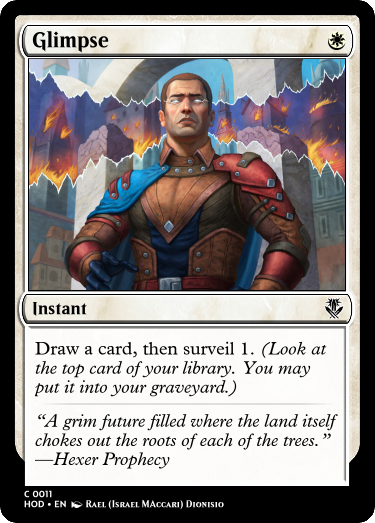 Glimpse
Instant
Draw a card, then surveil 1. (Look at
the top card of your library. You may
put it into your graveyard.)
“A grim future filled where the land itself
chokes out the roots of each of the trees.”
—Hexer Prophecy
C 0011
HOD • EN Rael (Israel MAccari) Dionisio